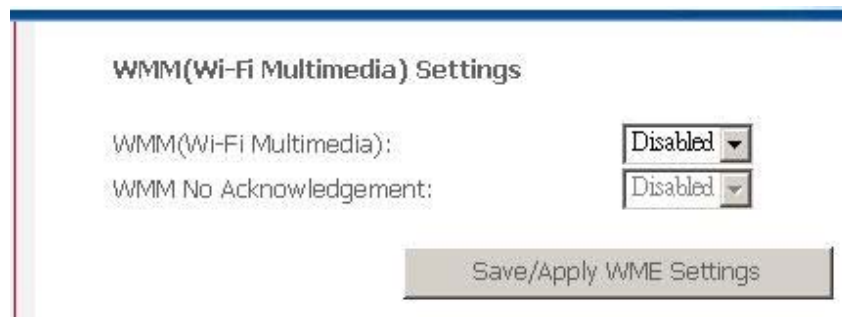 WMM(Wi-Fi Multimedia) Settings
WMM(Wi-Fi Multimedia): Disabled
WMM No Acknowledgement: Disabled
Save/Apply WME Settings